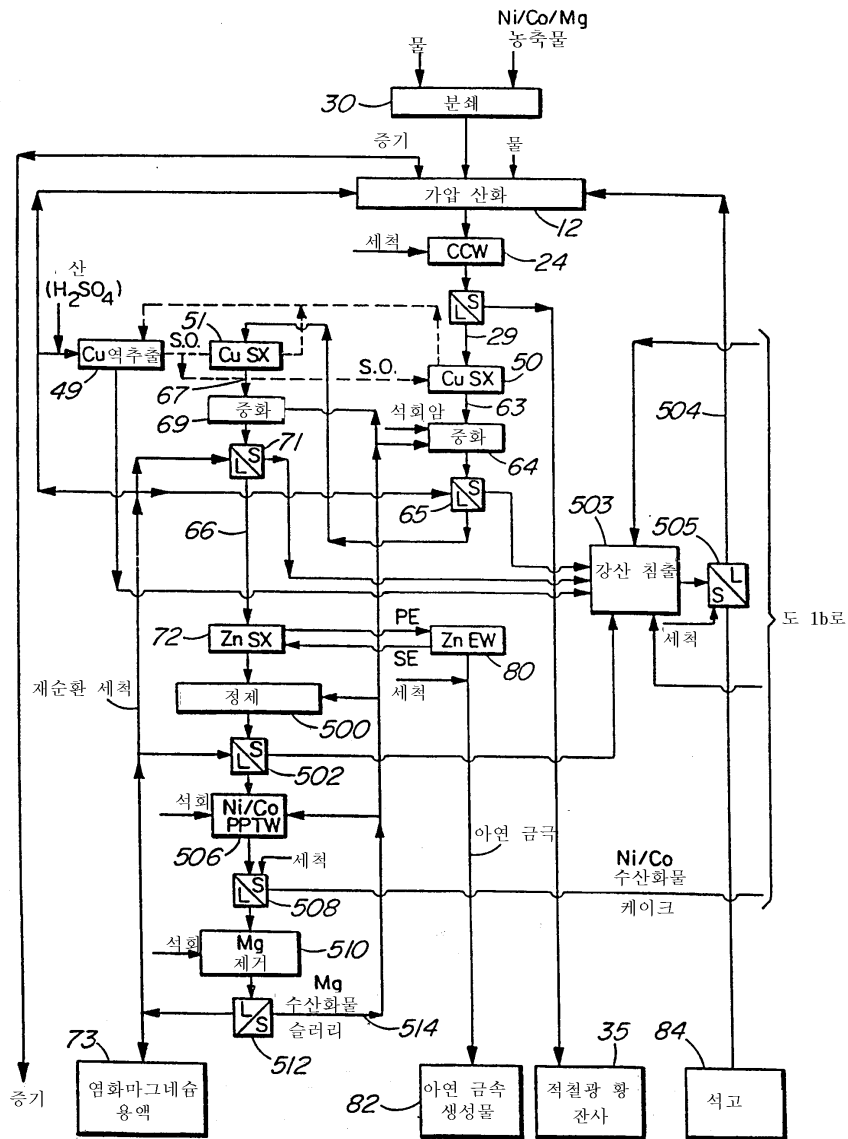 Ni/Co/Mg
농축물
물
30
분쇄
증기
물
가압 산화
12
세척
CCW
24
산
(H₂SO₄)
L S
29
51
S.O.
Cu 역추출
49
Cu SX
67
S.O.
Cu SX
50
63
504
석회암
69
중화
중화
64
71
L S
65
L S
66
503
505
강산 침출
S L
세척
도 1b로
72
Zn SX
PE
SE
Zn EW
80
세척
재순환 세척
정제
500
L S
502
석회
Ni/Co
PPTW
506
세척
아연 금극
L S
508
Ni/Co
수산화물
케이크
석회
Mg
제거
510
Mg
수산화물
슬러리
514
L S
512
73
염화마그네슘
용액
증기
82
아연 금속
생성물
35
적철광 황
잔사
84
석고